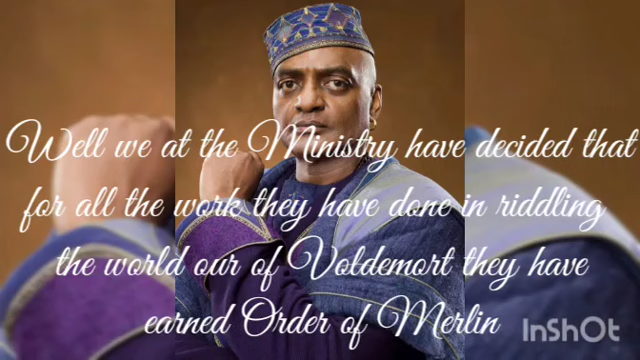 Well we at the Ministry have decided that
for all the work they have done in riddling
the world our of Votdemort they have
earned Order of Merlin
InShOt